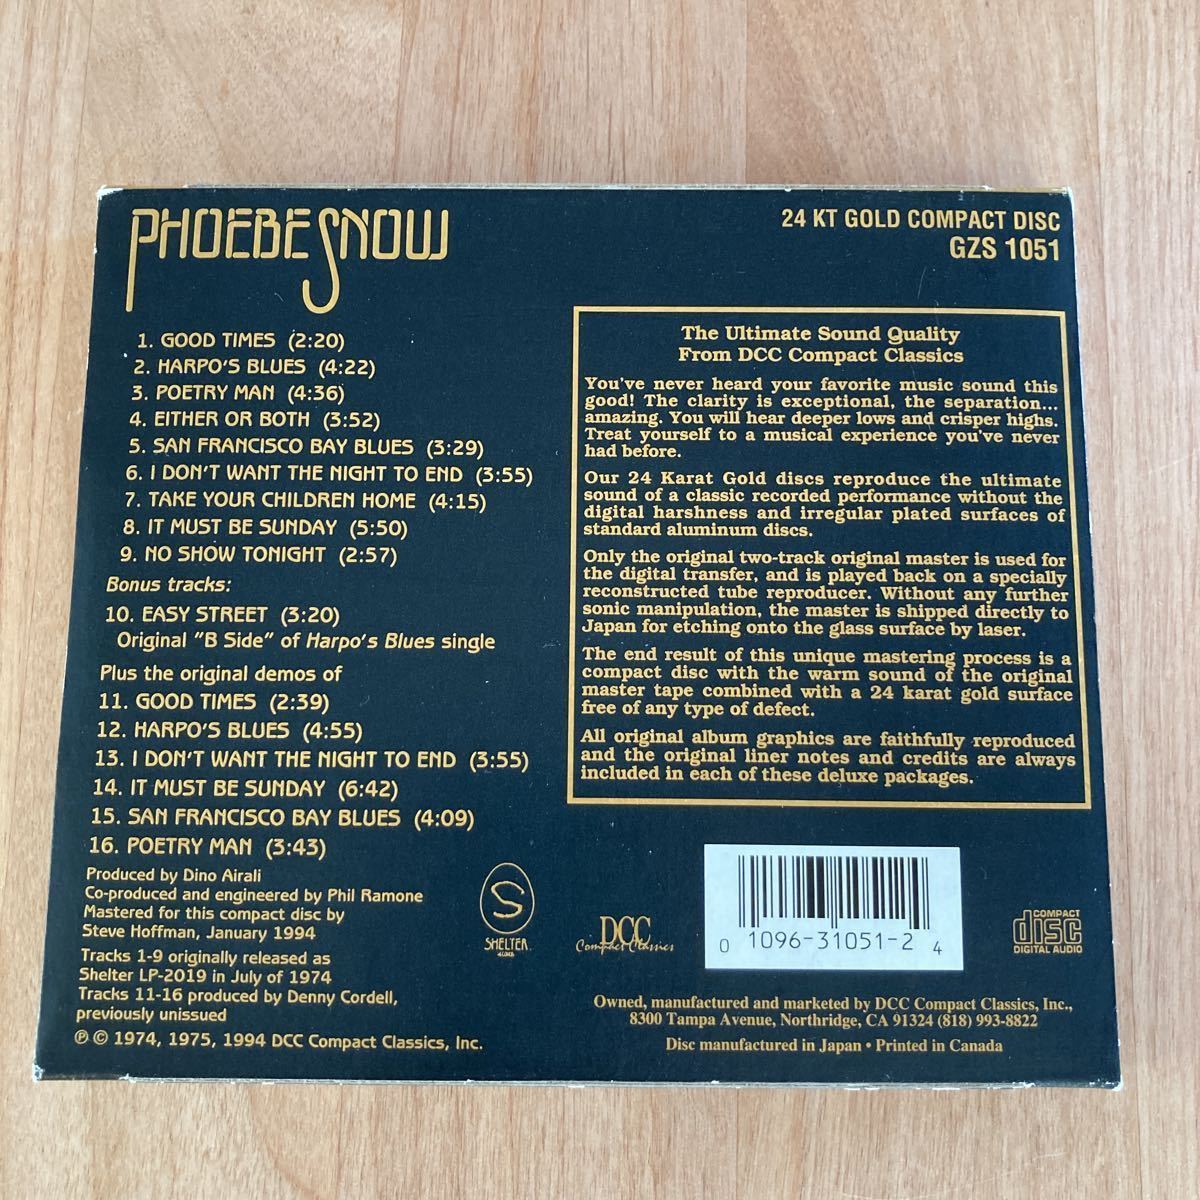 PHOEBE SNOW
24 KT GOLD COMPACT DISC
GZS 1051
1. GOOD TIMES (2:20)
2. HARPO'S BLUES (4:22)
3. POETRY MAN (4:36)
4. EITHER OR BOTH (3:52)
5. SAN FRANCISCO BAY BLUES (3:29)
6. I DON'T WANT THE NIGHT TO END (3:55)
7. TAKE YOUR CHILDREN HOME (4:15)
8. IT MUST BE SUNDAY (5:50)
9. NO SHOW TONIGHT (2:57)
Bonus tracks:
10. EASY STREET (3:20)
Original "B Side" of Harpo's Blues single
Plus the original demos of
11. GOOD TIMES (2:39)
12. HARPO'S BLUES (4:55)
13. I DON'T WANT THE NIGHT TO END (3:55)
14. IT MUST BE SUNDAY (6:42)
15. SAN FRANCISCO BAY BLUES (4:09)
16. POETRY MAN (3:43)
Produced by Dino Airali
Co-produced and engineered by Phil Ramone
Mastered for this compact disc by
Steve Hoffman, January 1994
Tracks 1-9 originally released as
Shelter LP-2019 in July of 1974
Tracks 11-16 produced by Denny Cordell,
previously unissued
℗ © 1974, 1975, 1994 DCC Compact Classics, Inc.
The Ultimate Sound Quality
From DCC Compact Classics
You've never heard your favorite music sound this
good! The clarity is exceptional, the separation...
amazing. You will hear deeper lows and crisper highs.
Treat yourself to a musical experience you've never
had before.
Our 24 Karat Gold discs reproduce the ultimate
sound of a classic recorded performance without the
digital harshness and irregular plated surfaces of
standard aluminum discs.
Only the original two-track original master is used for
the digital transfer, and is played back on a specially
reconstructed tube reproducer. Without any further
sonic manipulation, the master is shipped directly to
Japan for etching onto the glass surface by laser.
The end result of this unique mastering process is a
compact disc with the warm sound of the original
master tape combined with a 24 karat gold surface
free of any type of defect.
All original album graphics are faithfully reproduced
and the original liner notes and credits are always
included in each of these deluxe packages.
S
SHELTER
DCC
Compact Classics
0 1096-31051-2 4
COMPACT
disc
DIGITAL AUDIO
Owned, manufactured and marketed by DCC Compact Classics, Inc.,
8300 Tampa Avenue, Northridge, CA 91324 (818) 993-8822
Disc manufactured in Japan • Printed in Canada